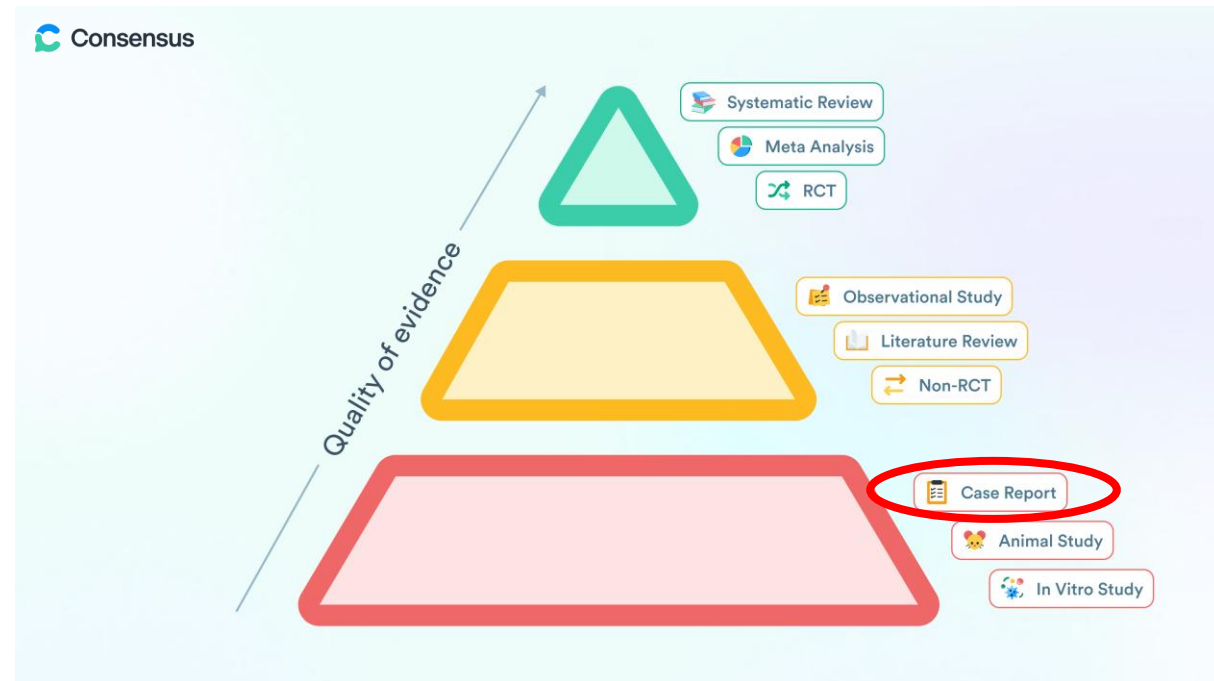 Consensus
Systematic Review
Meta Analysis
RCT
Quality of evidence
Observational Study
Literature Review
Non-RCT
Case Report
Animal Study
In Vitro Study